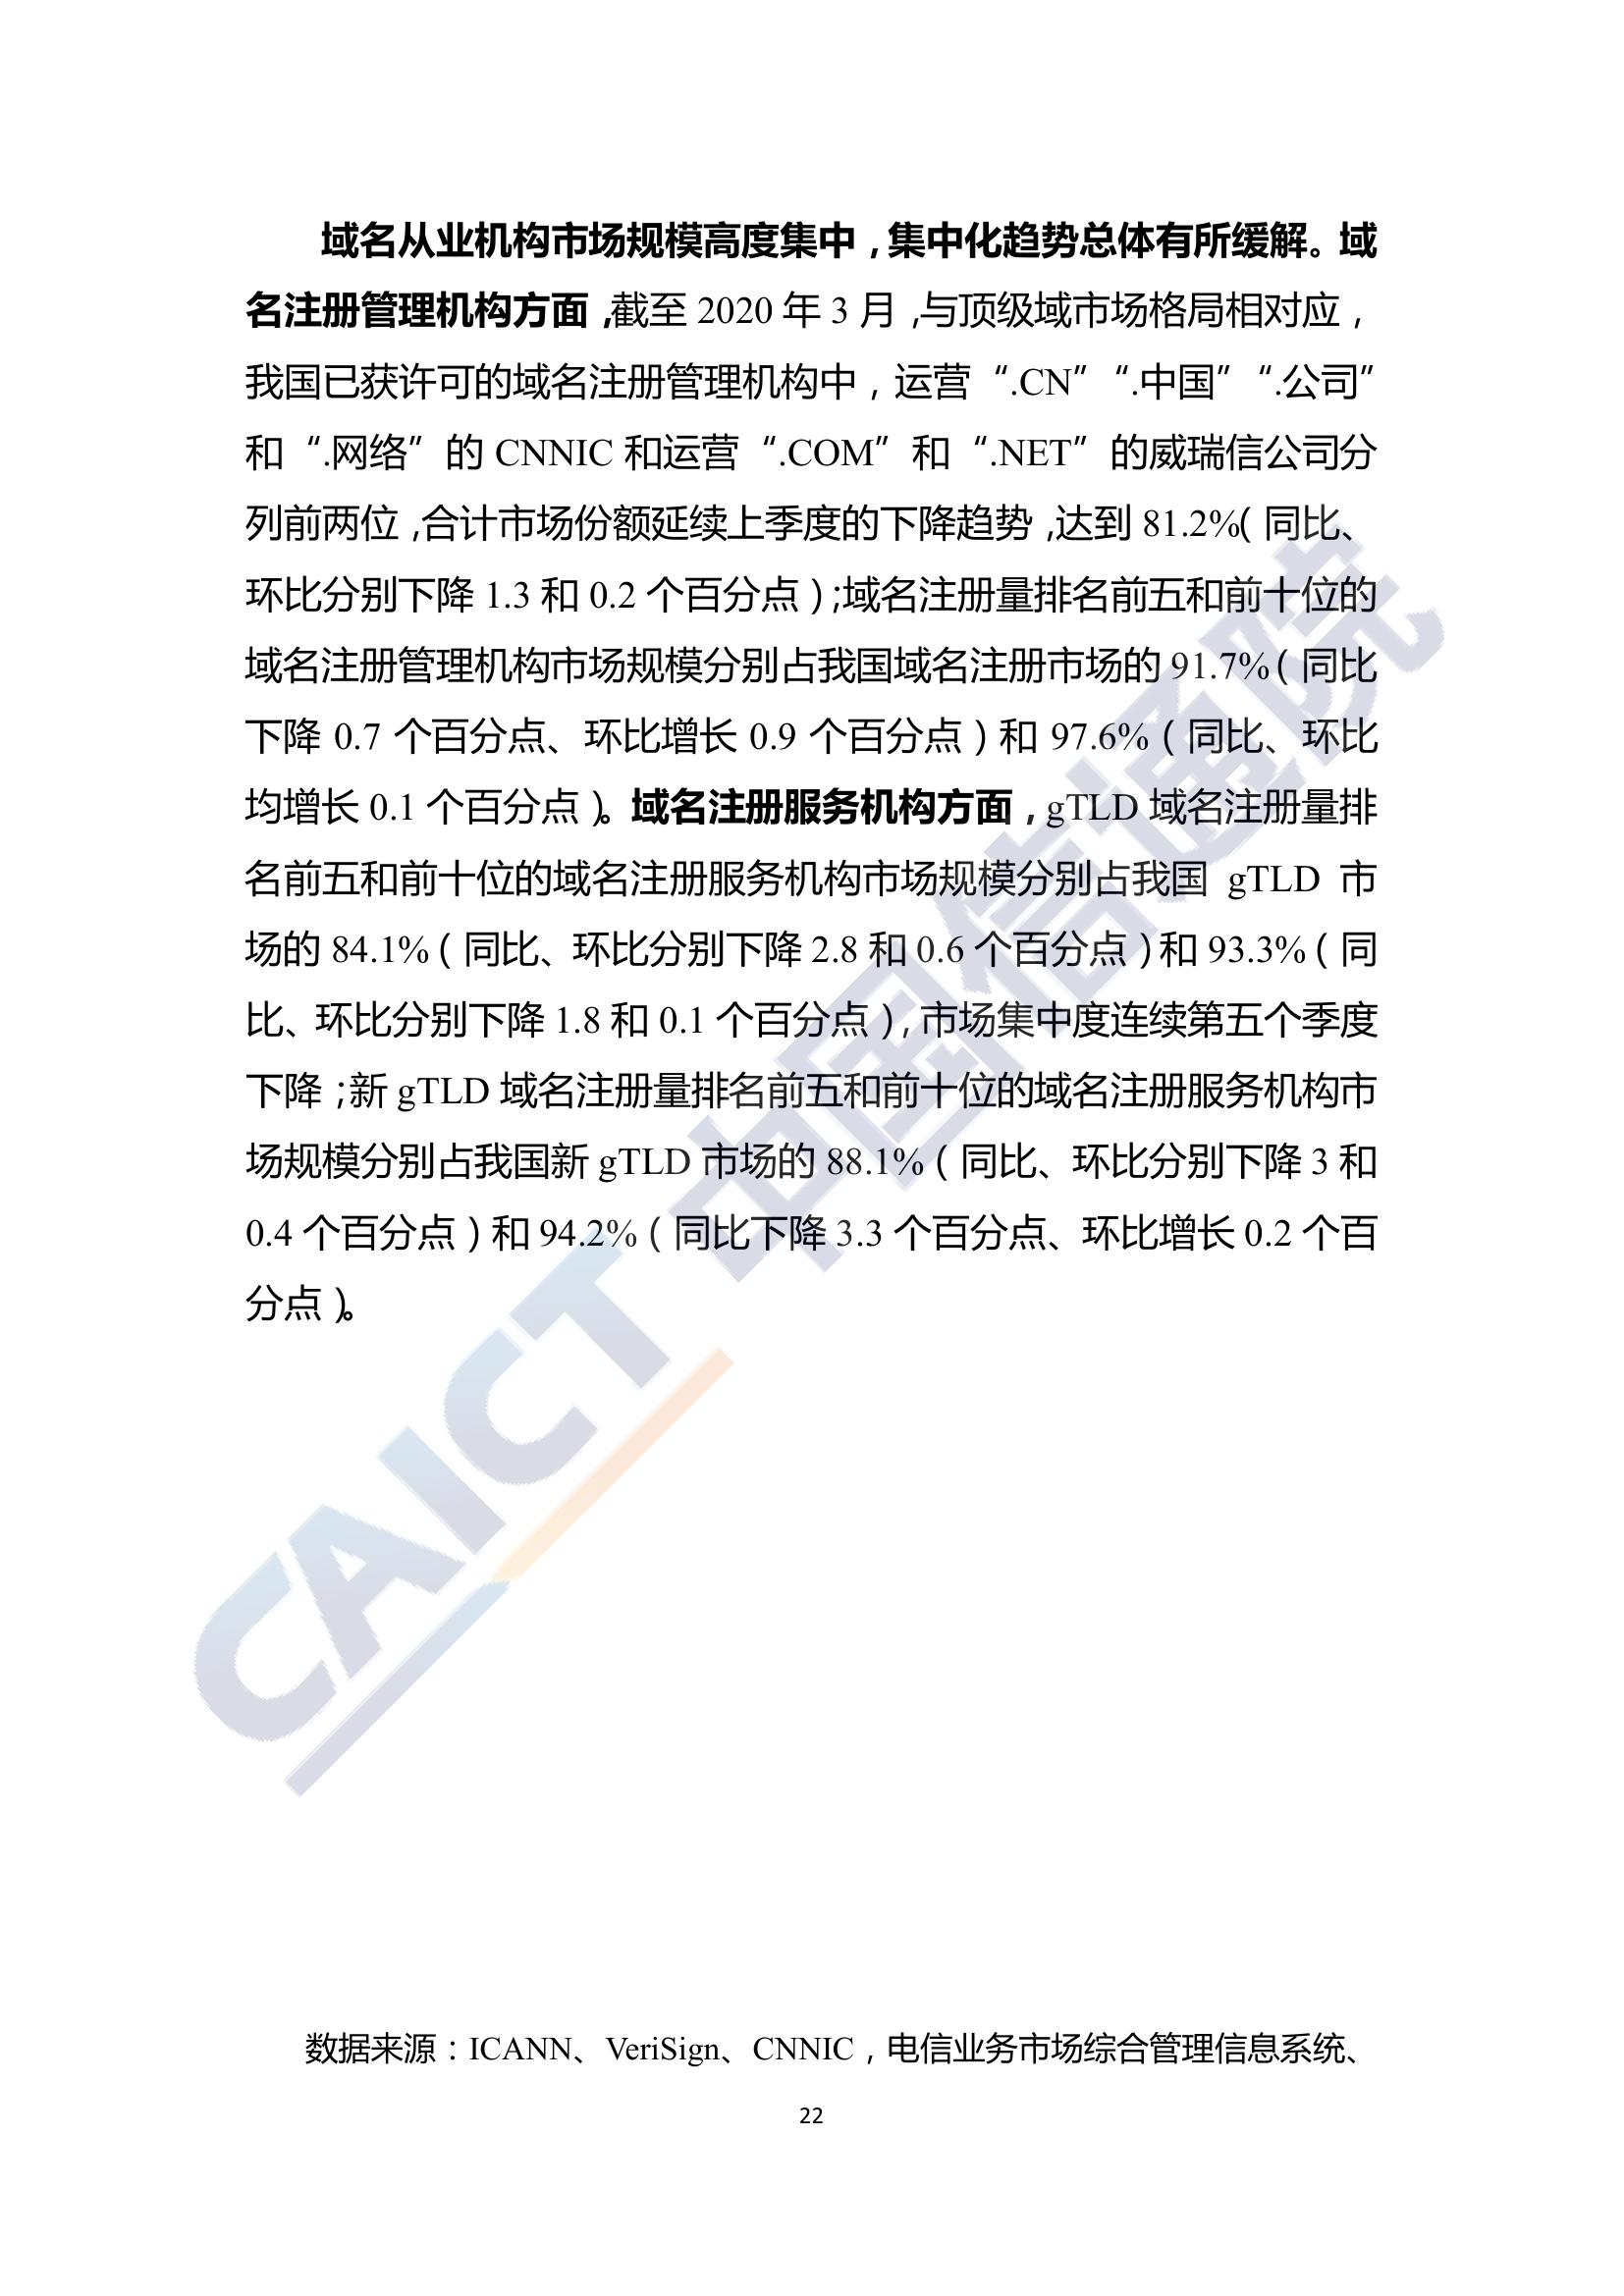 域名从业机构市场规模高度集中，集中化趋势总体有所缓解。域
名注册管理机构方面，截至 2020 年 3 月，与顶级域市场格局相对应，
我国已获许可的域名注册管理机构中，运营“.CN”“.中国”“.公司”
和“.网络”的 CNNIC 和运营“.COM”和“.NET”的威瑞信公司分
列前两位，合计市场份额延续上季度的下降趋势，达到 81.2%（同比、
环比分别下降 1.3 和 0.2 个百分点）；域名注册量排名前五和前十位的
域名注册管理机构市场规模分别占我国域名注册市场的 91.7%（同比
下降 0.7 个百分点、环比增长 0.9 个百分点）和 97.6%（同比、环比
均增长 0.1 个百分点）。域名注册服务机构方面，gTLD 域名注册量排
名前五和前十位的域名注册服务机构市场规模分别占我国 gTLD 市
场的 84.1%（同比、环比分别下降 2.8 和 0.6 个百分点）和 93.3%（同
比、环比分别下降 1.8 和 0.1 个百分点），市场集中度连续第五个季度
下降；新 gTLD 域名注册量排名前五和前十位的域名注册服务机构市
场规模分别占我国新 gTLD 市场的 88.1%（同比、环比分别下降 3 和
0.4 个百分点）和 94.2%（同比下降 3.3 个百分点、环比增长 0.2 个百
分点）。
CAICT 中国信通院
数据来源：ICANN、VeriSign、CNNIC，电信业务市场综合管理信息系统、
22